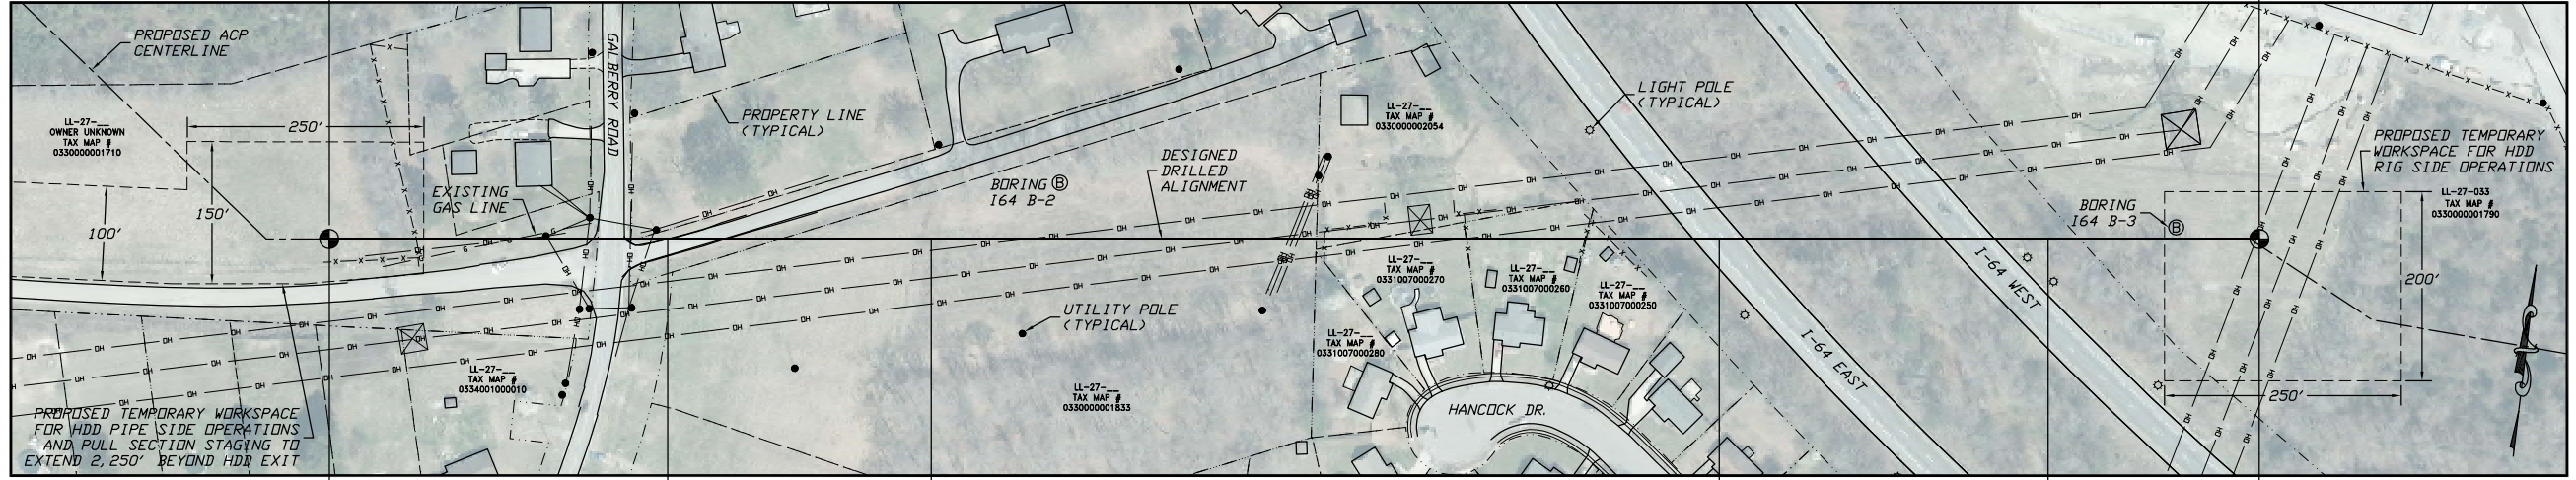 PROPOSED ACP
CENTERLINE
LL-27-__
OWNER UNKNOWN
TAX MAP #
0330000001710
250'
150'
100'
EXISTING
GAS LINE
GALBERRY ROAD
PROPERTY LINE
(TYPICAL)
BORING B
I64 B-2
DESIGNED
DRILLED
ALIGNMENT
LL-27-__
TAX MAP #
0330000002054
LIGHT POLE
(TYPICAL)
PROPOSED TEMPORARY
WORKSPACE FOR HDD
RIG SIDE OPERATIONS
LL-27-033
TAX MAP #
0330000001790
BORING
I64 B-3 B
200'
250'
I-64 WEST
I-64 EAST
LL-27-__
TAX MAP #
0331007000270
LL-27-__
TAX MAP #
0331007000260
LL-27-__
TAX MAP #
0331007000250
LL-27-__
TAX MAP #
0331007000280
UTILITY POLE
(TYPICAL)
LL-27-__
TAX MAP #
0334001000010
LL-27-__
TAX MAP #
0330000001833
HANCOCK DR.
PROPOSED TEMPORARY WORKSPACE
FOR HDD PIPE SIDE OPERATIONS
AND PULL SECTION STAGING TO
EXTEND 2,250' BEYOND HDD EXIT